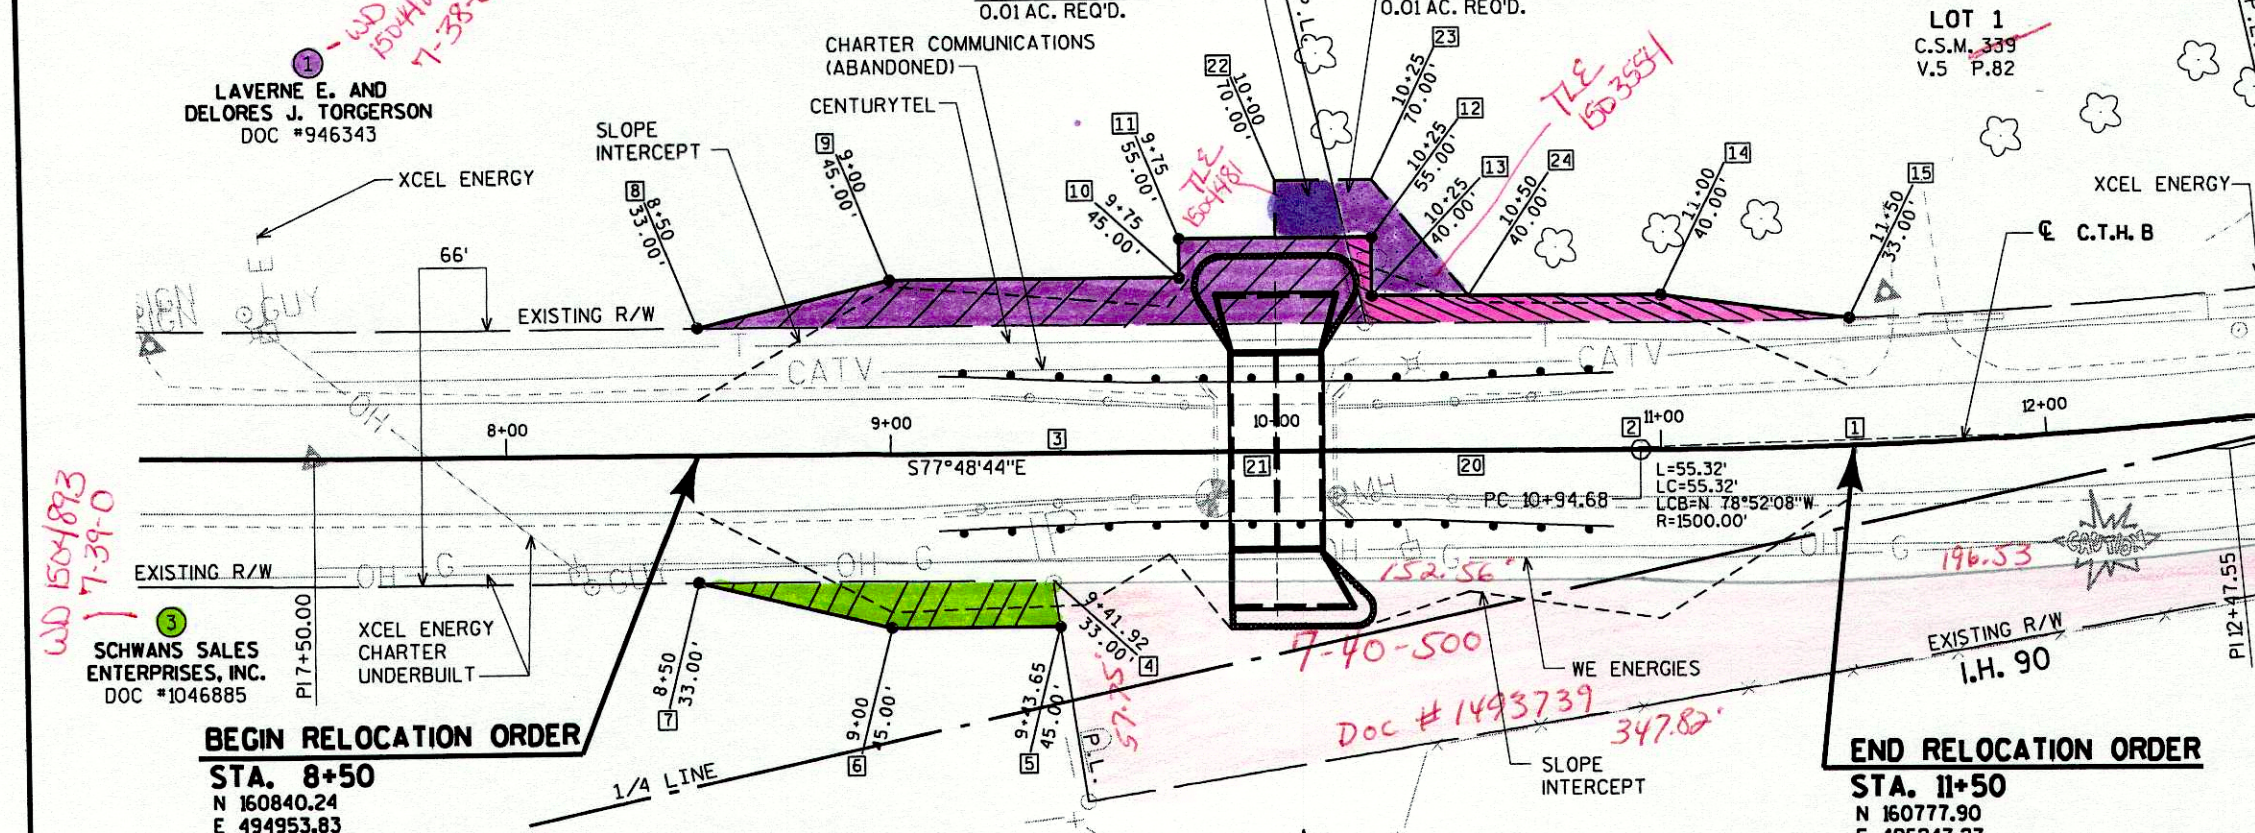 0.01 AC. REQ'D.
0.01 AC. REQ'D.
LOT 1
C.S.M. 339
V.5 P.82
P.L.
1
- WD
LAVERNE E. AND
DELORES J. TORGERSON
DOC #946343
CHARTER COMMUNICATIONS
(ABANDONED)
CENTURYTEL
SLOPE
INTERCEPT
XCEL ENERGY
E
SIGN
GUY
66'
EXISTING R/W
8
8+50
33.00'
9
9+00
45.00'
10
9+75
45.00'
11
9+75
55.00'
TLE
1504481
22
10+00
70.00'
23
10+25
70.00'
12
10+25
55.00'
13
10+25
40.00'
24
10+50
40.00'
TLE
1503554
14
11+00
40.00'
15
11+50
33.00'
XCEL ENERGY
℄ C.T.H. B
T
CATV
T
CATV
T
OH
8+00
9+00
3
10+00
2
11+00
1
12+00
S77°48'44"E
21
20
MH
PC 10+94.68
L=55.32'
LC=55.32'
LCB=N 78°52'08"W
R=1500.00'
WD 1504893
7-39-0
EXISTING R/W
OH G
GUY
OH G
OH G
OH G
CAUTION
152.56'
196.53
3
SCHWANS SALES
ENTERPRISES, INC.
DOC #1046885
PI 7+50.00
XCEL ENERGY
CHARTER
UNDERBUILT
8+50
33.00'
7
9+00
45.00'
6
9+43.65
45.00'
5
9+41.92
33.00'
4
57.75'
P.L.
7-40-500
WE ENERGIES
Doc # 1493739
347.82'
EXISTING R/W
I.H. 90
PI 12+47.55
SLOPE
INTERCEPT
1/4 LINE
BEGIN RELOCATION ORDER
STA. 8+50
N 160840.24
E 494953.83
END RELOCATION ORDER
STA. 11+50
N 160777.90